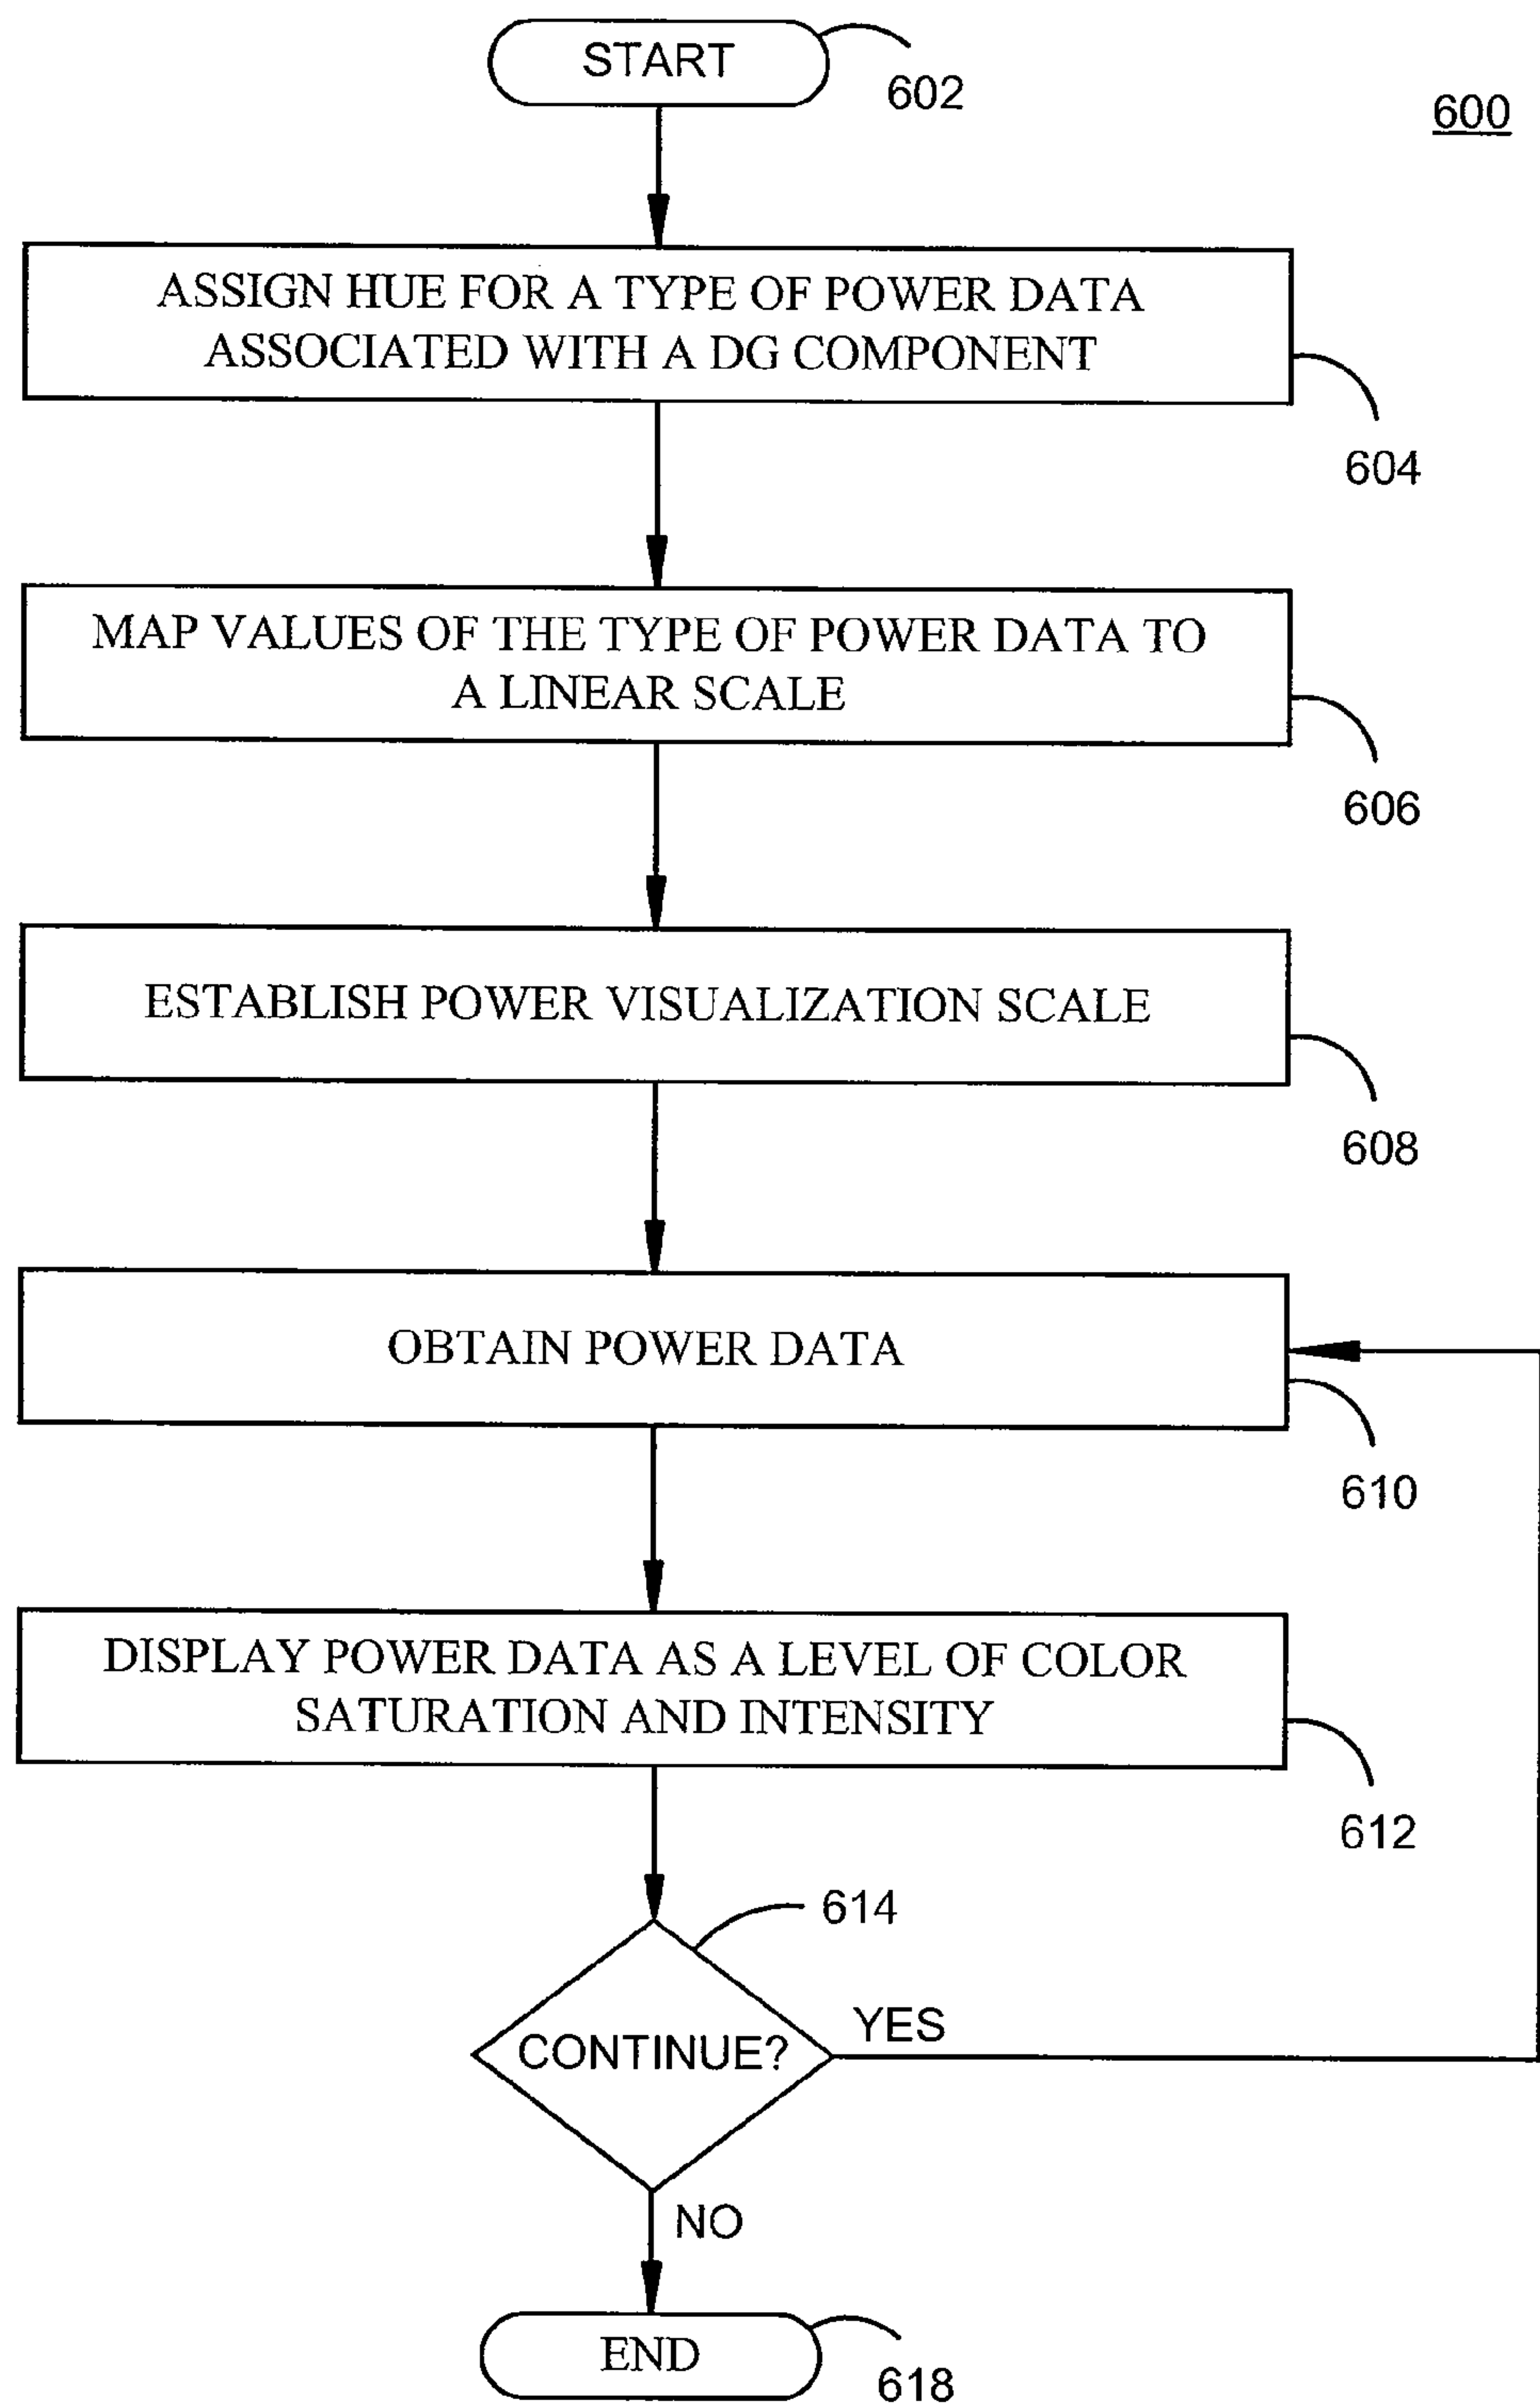 START
602
600
ASSIGN HUE FOR A TYPE OF POWER DATA
ASSOCIATED WITH A DG COMPONENT
604
MAP VALUES OF THE TYPE OF POWER DATA TO
A LINEAR SCALE
606
ESTABLISH POWER VISUALIZATION SCALE
608
OBTAIN POWER DATA
610
DISPLAY POWER DATA AS A LEVEL OF COLOR
SATURATION AND INTENSITY
612
614
CONTINUE?
YES
NO
END
618